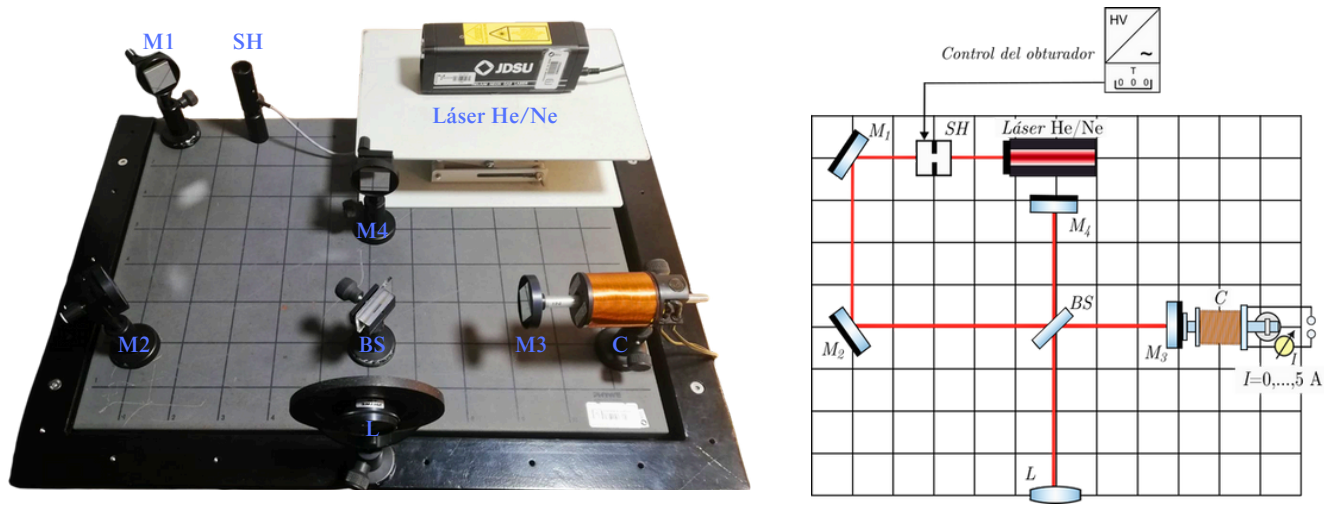 M1
SH
JDSU
Láser He/Ne
M4
M2
BS
M3
C
L
HV
~
Control del obturador
T
0 0 0
M1
SH
Láser He/Ne
M4
BS
C
M2
M3
I
I=0,...,5 A
L